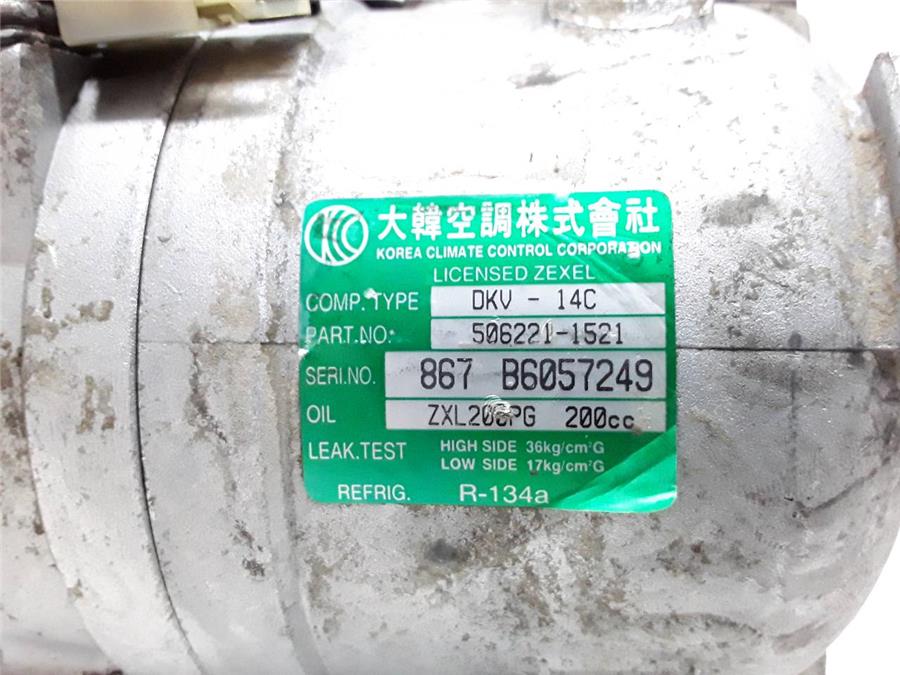 KCC 大韓空調株式會社
KOREA CLIMATE CONTROL CORPORATION
LICENSED ZEXEL
COMP. TYPE DKV - 14C
PART.NO. 506221-1521
SERI.NO. 867 B6057249
OIL ZXL200PG 200cc
LEAK.TEST HIGH SIDE 36kg/cm²G
LOW SIDE 17kg/cm²G
REFRIG. R-134a